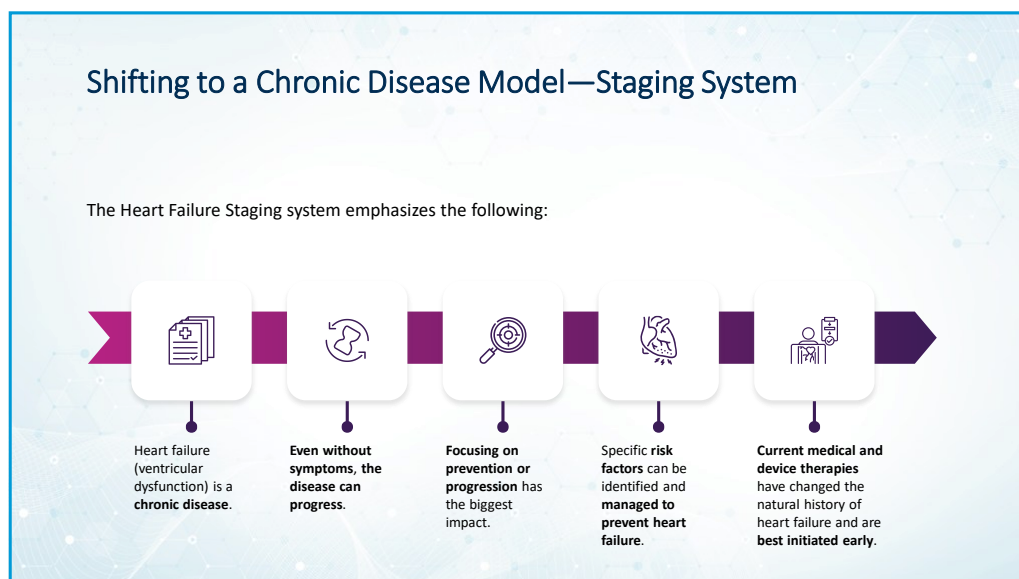 Shifting to a Chronic Disease Model—Staging System
The Heart Failure Staging system emphasizes the following:
Heart failure
(ventricular
dysfunction) is a
chronic disease.
Even without
symptoms, the
disease can
progress.
Focusing on
prevention or
progression has
the biggest
impact.
Specific risk
factors can be
identified and
managed to
prevent heart
failure.
Current medical and
device therapies
have changed the
natural history of
heart failure and are
best initiated early.